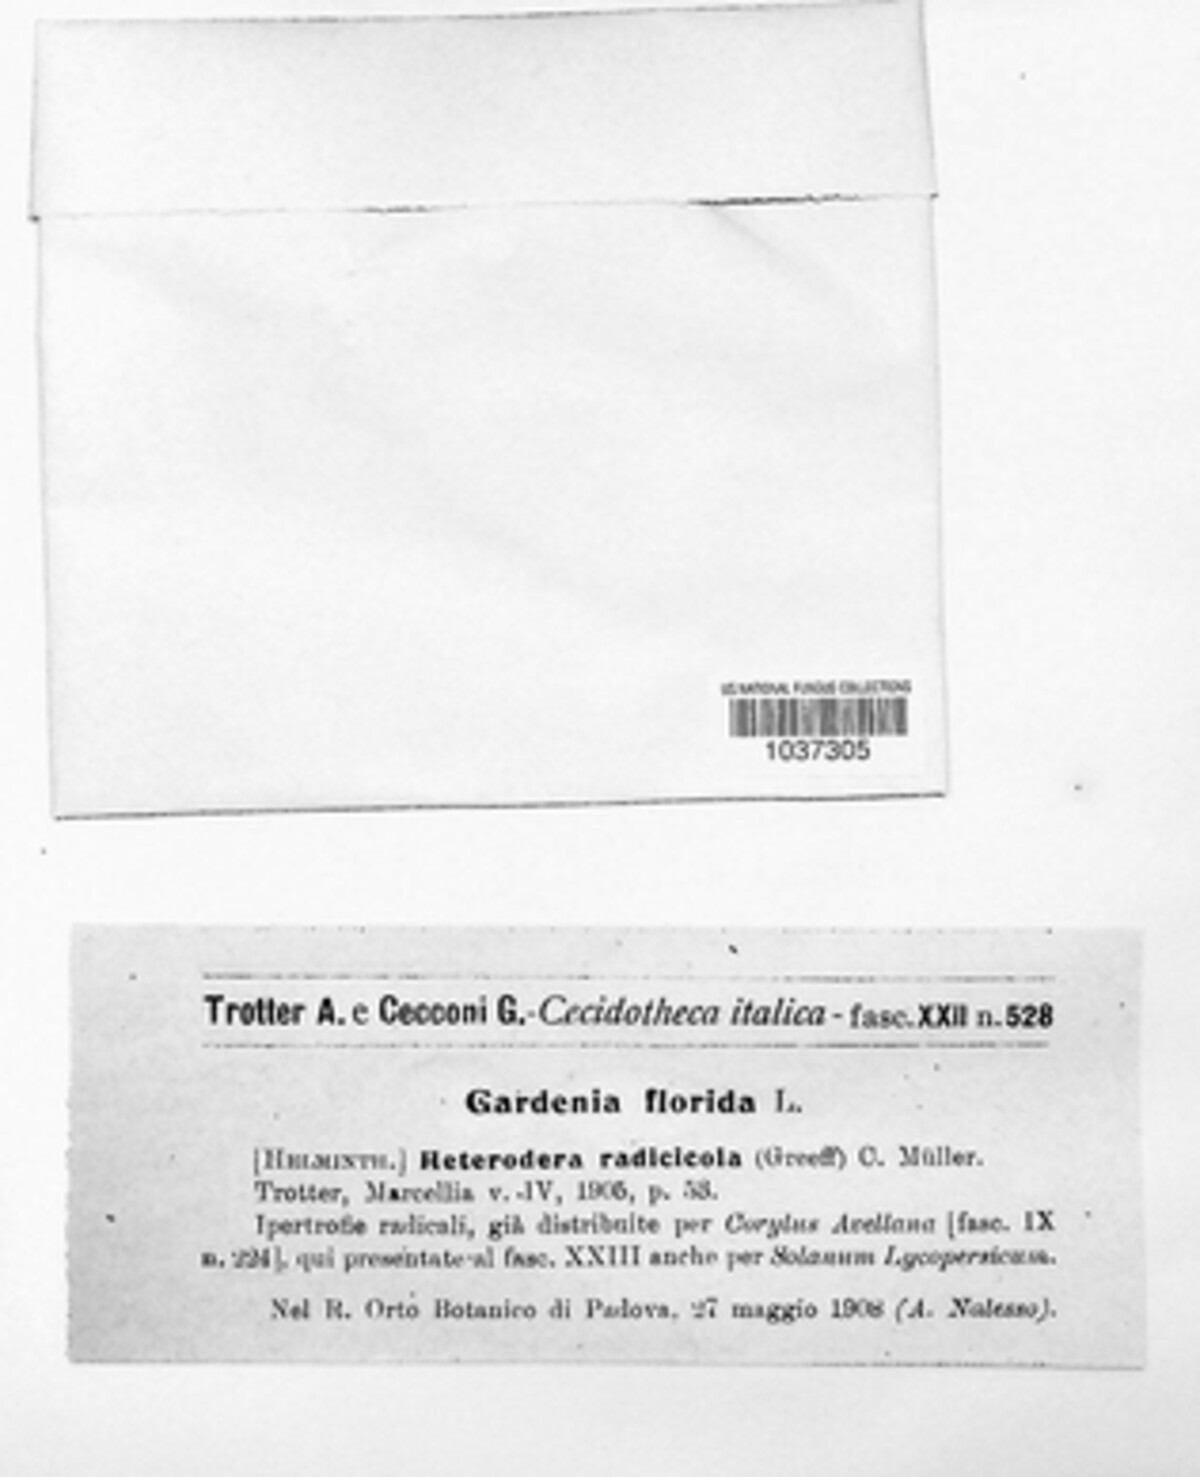 US NATIONAL FUNGUS COLLECTIONS
1037305
Trotter A. e Cecconi G.-Cecidotheca italica - fasc. XXII n. 528
Gardenia florida L.
[HELMINTH.] Heterodera radicicola (Greeff) C. Müller.
Trotter, Marcellia v. IV, 1905, p. 53.
Ipertrofie radicali, già distribuite per Corylus Avellana [fasc. IX
n. 224], qui presentate al fasc. XXIII anche per Solanum Lycopersicum.
Nel R. Orto Botanico di Padova, 27 maggio 1908 (A. Nalesso).